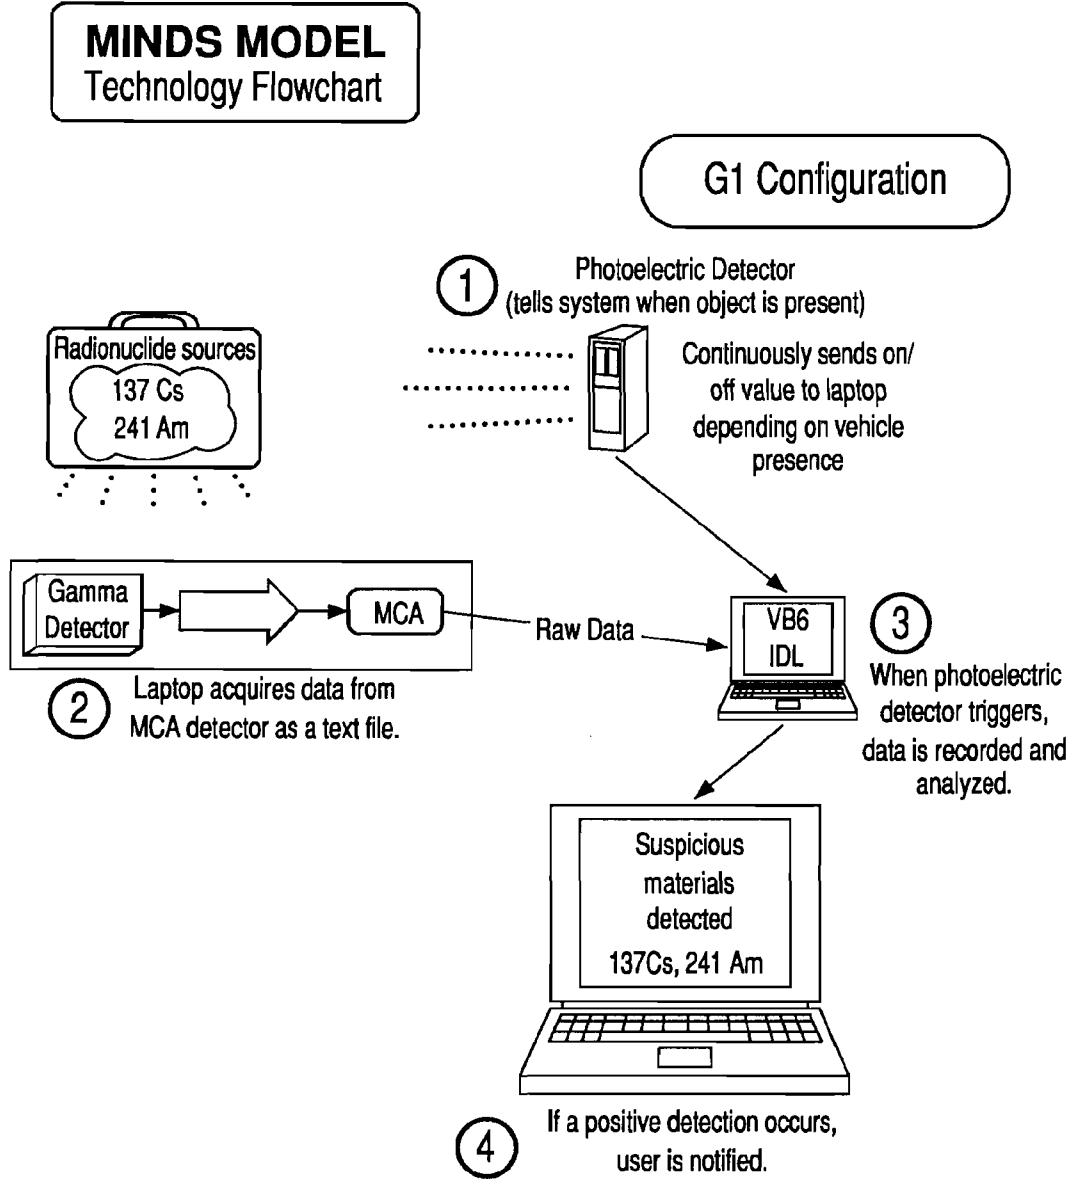 MINDS MODEL
Technology Flowchart
G1 Configuration
1
Photoelectric Detector
(tells system when object is present)
Continuously sends on/
off value to laptop
depending on vehicle
presence
Radionuclide sources
137 Cs
241 Am
Gamma
Detector
MCA
Raw Data
VB6
IDL
2
Laptop acquires data from
MCA detector as a text file.
3
When photoelectric
detector triggers,
data is recorded and
analyzed.
Suspicious
materials
detected
137Cs, 241 Am
4
If a positive detection occurs,
user is notified.